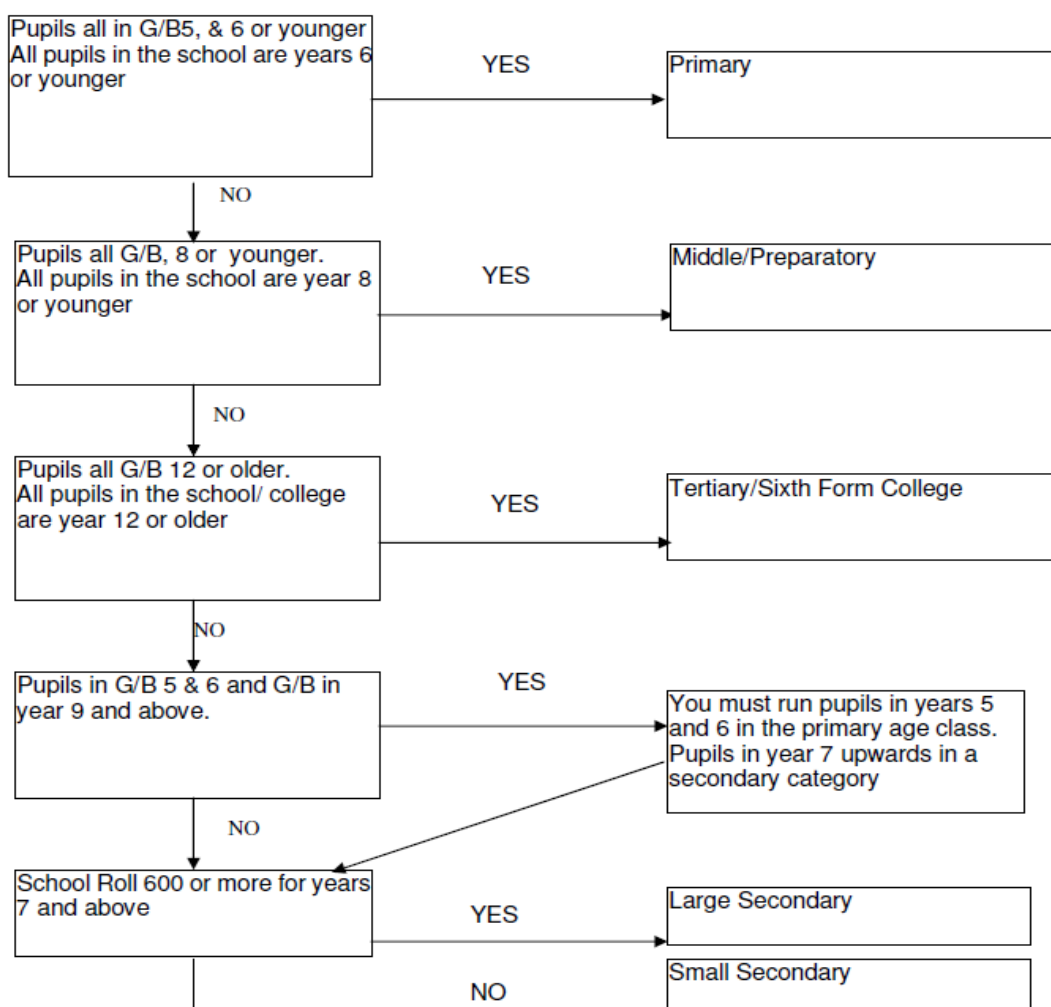 Pupils all in G/B5, & 6 or younger
All pupils in the school are years 6
or younger
YES
Primary
NO
Pupils all G/B, 8 or younger.
All pupils in the school are year 8
or younger
YES
Middle/Preparatory
NO
Pupils all G/B 12 or older.
All pupils in the school/ college
are year 12 or older
YES
Tertiary/Sixth Form College
NO
Pupils in G/B 5 & 6 and G/B in
year 9 and above.
YES
You must run pupils in years 5
and 6 in the primary age class.
Pupils in year 7 upwards in a
secondary category
NO
School Roll 600 or more for years
7 and above
YES
Large Secondary
NO
Small Secondary